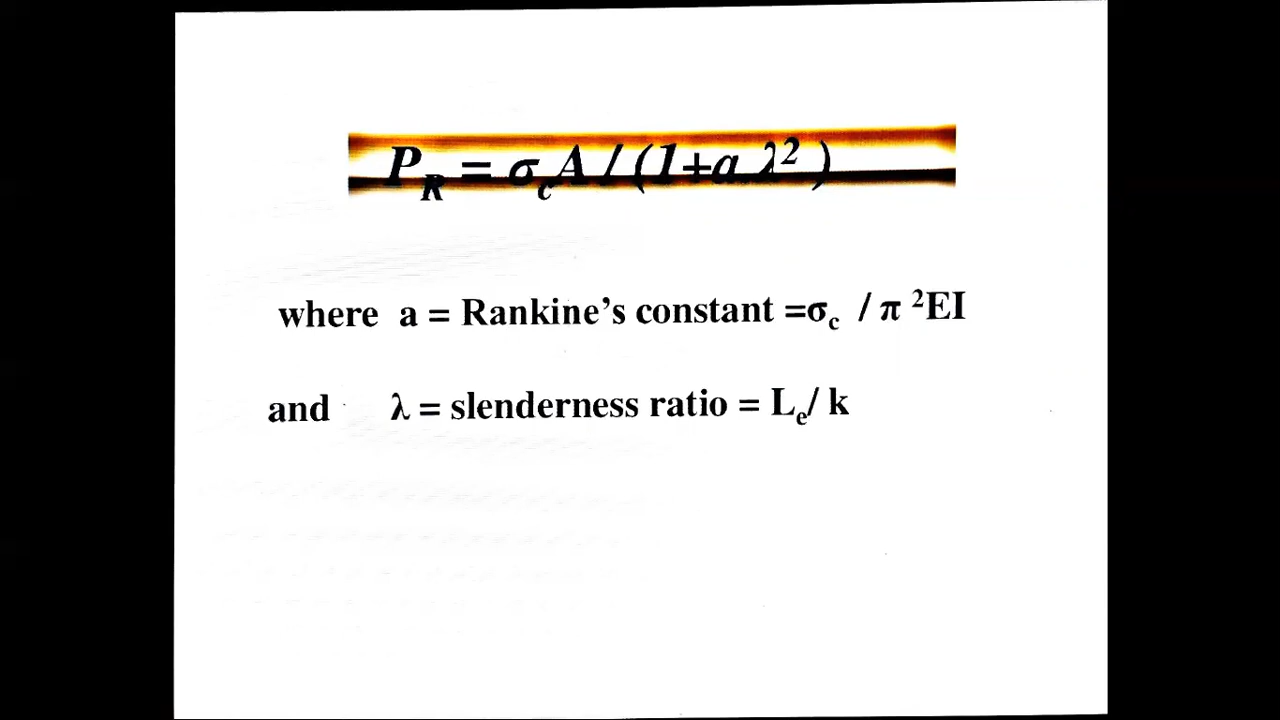 P_R = σ_c A / (1+a λ² )
where a = Rankine's constant =σ_c / π ²EI
and λ = slenderness ratio = L_e/ k